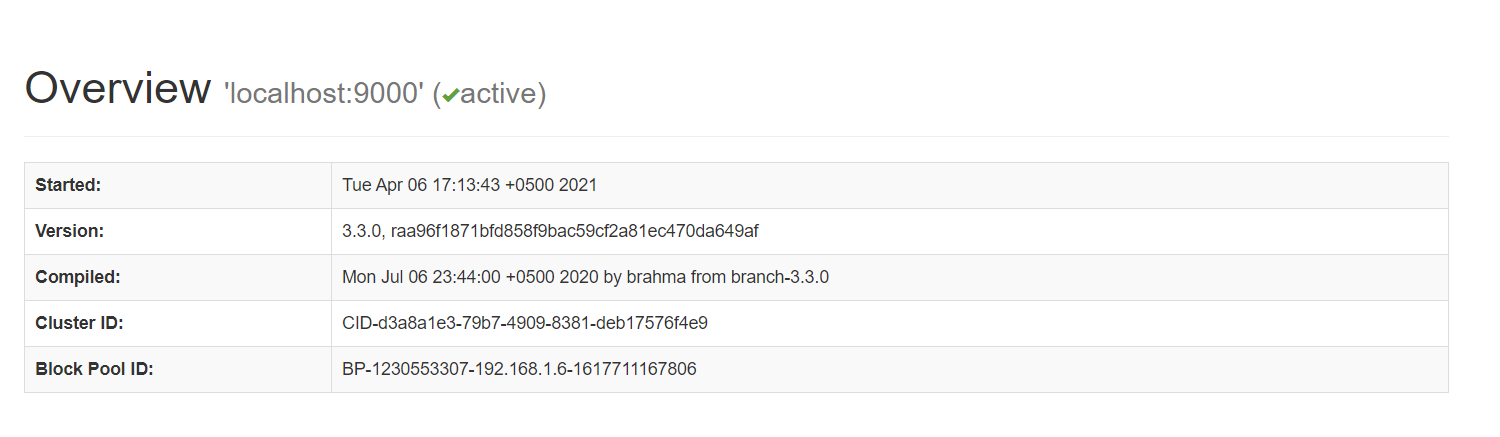 Overview 'localhost:9000' (✔active)
Started: Tue Apr 06 17:13:43 +0500 2021
Version: 3.3.0, raa96f1871bfd858f9bac59cf2a81ec470da649af
Compiled: Mon Jul 06 23:44:00 +0500 2020 by brahma from branch-3.3.0
Cluster ID: CID-d3a8a1e3-79b7-4909-8381-deb17576f4e9
Block Pool ID: BP-1230553307-192.168.1.6-1617711167806